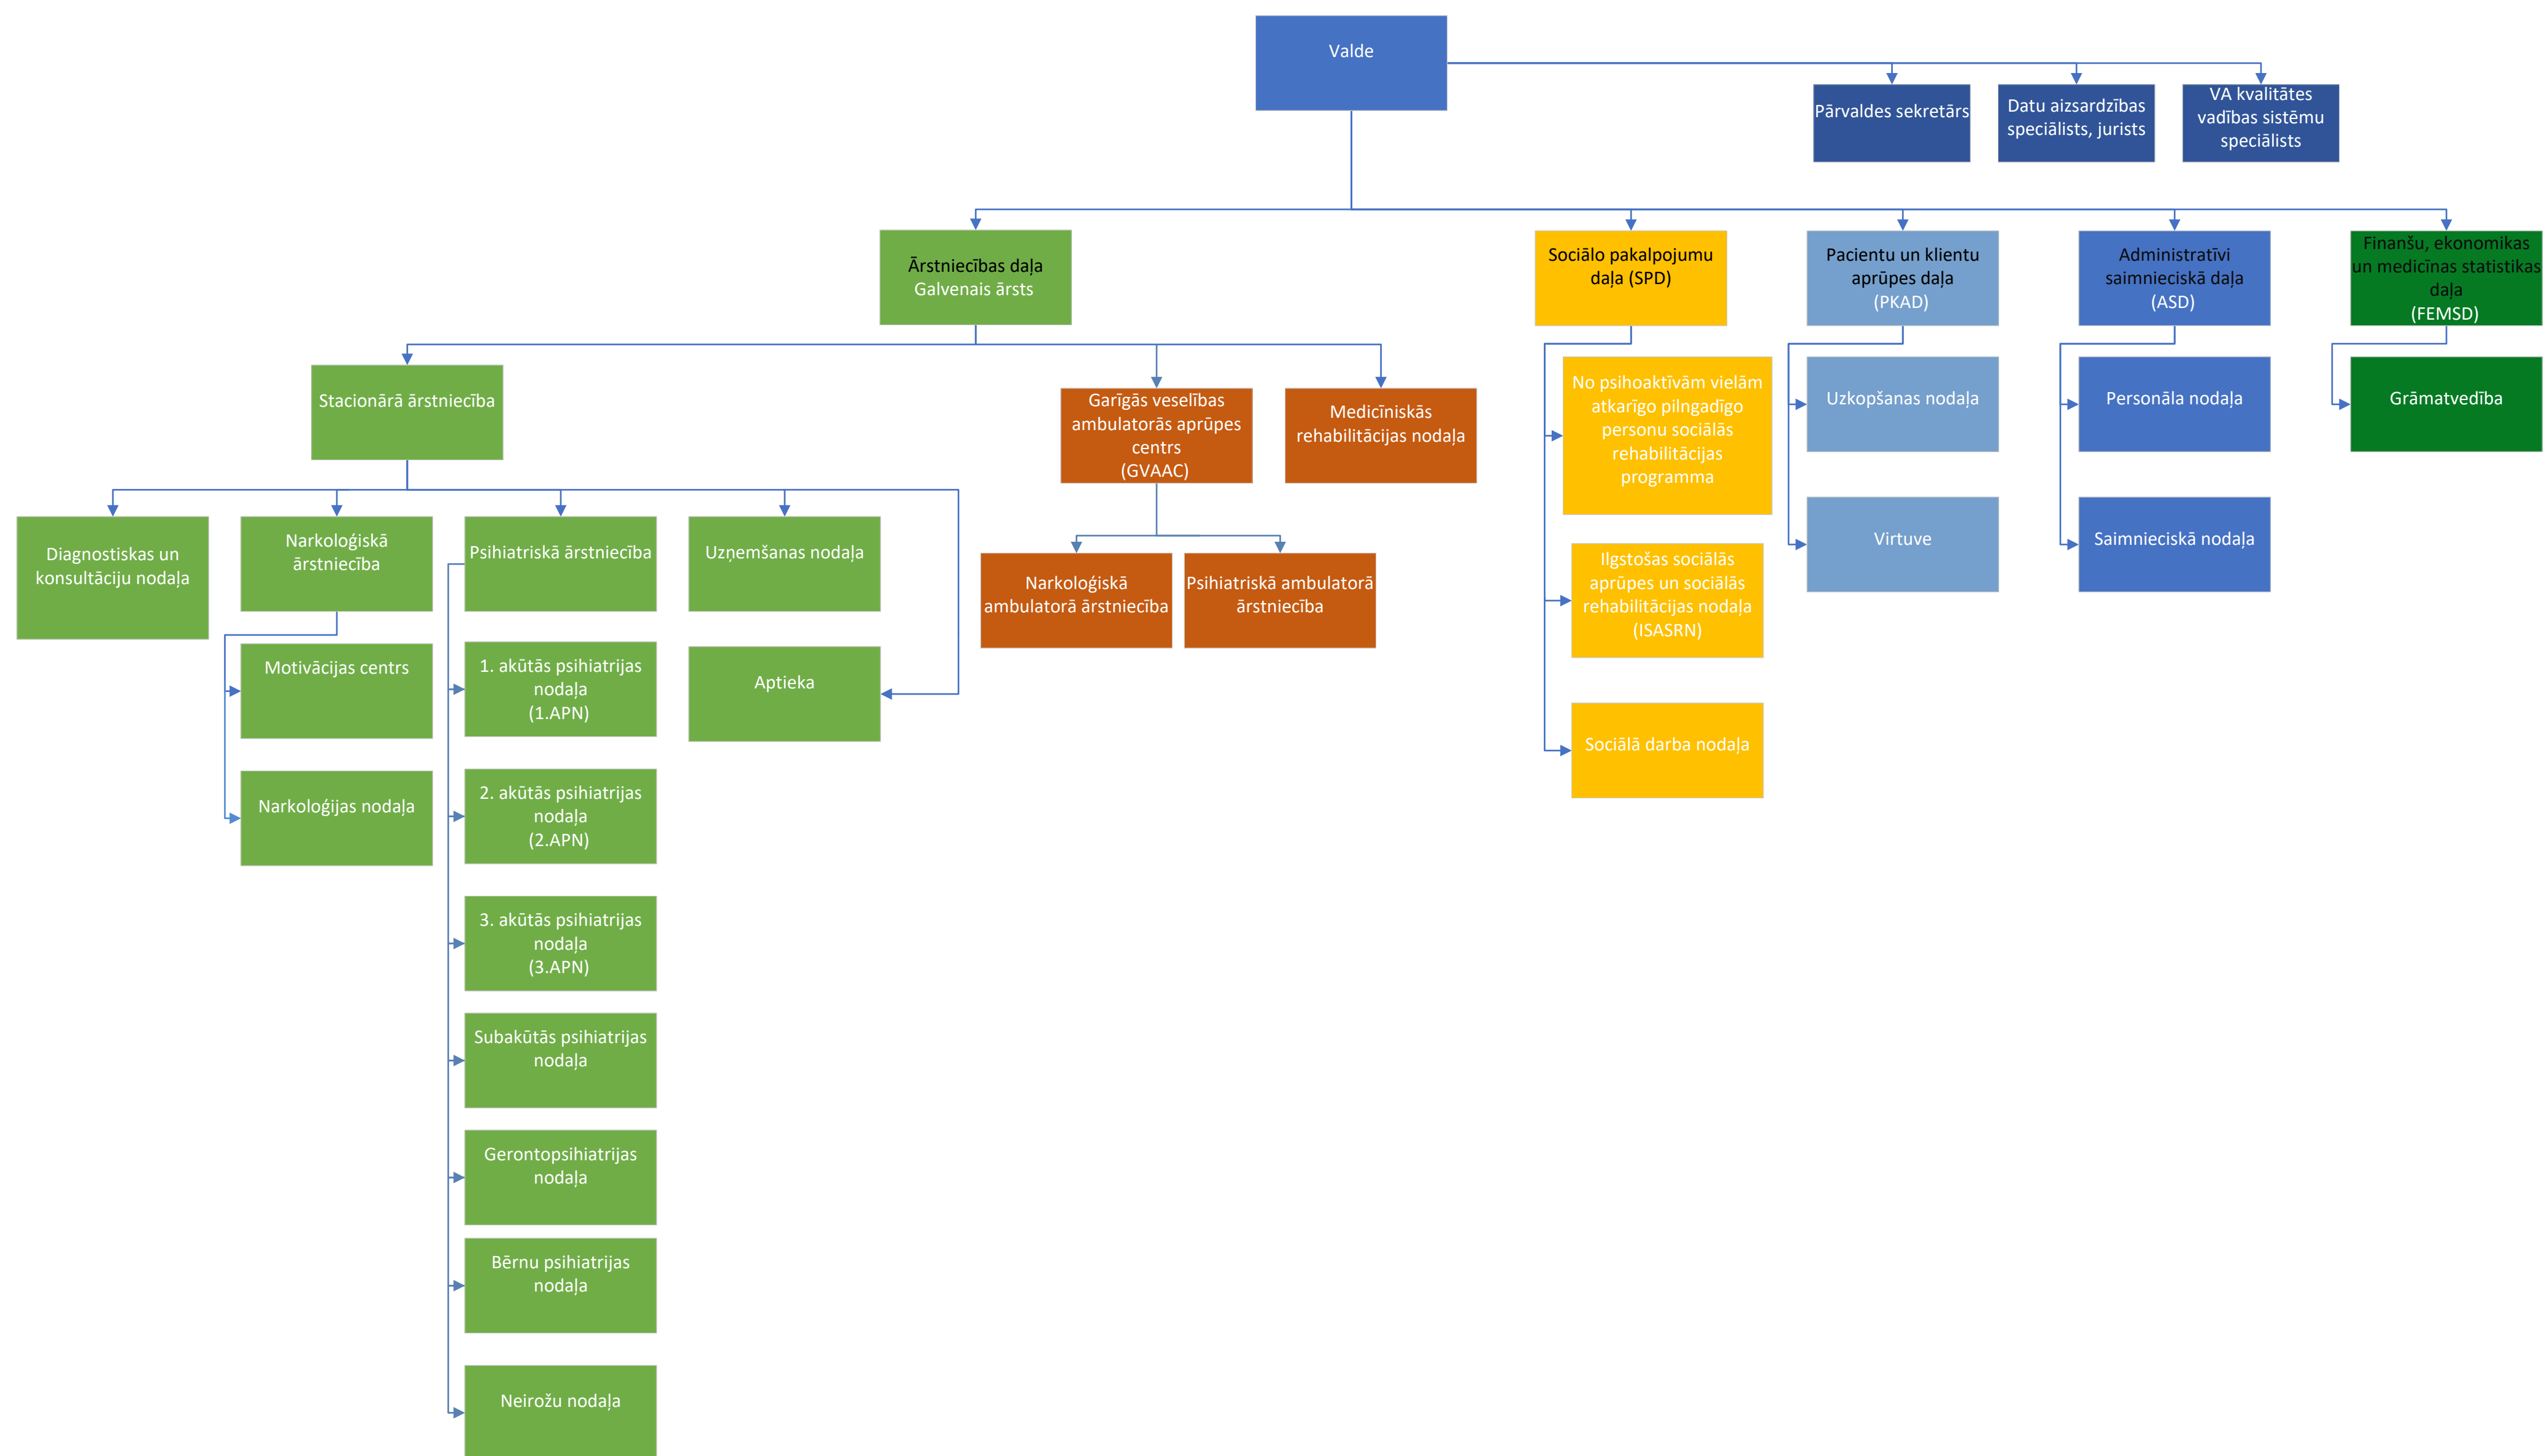 Valde
Pārvaldes sekretārs
Datu aizsardzības
speciālists, jurists
VA kvalitātes
vadības sistēmu
speciālists
Ārstniecības daļa
Galvenais ārsts
Sociālo pakalpojumu
daļa (SPD)
Pacientu un klientu
aprūpes daļa
(PKAD)
Administratīvi
saimnieciskā daļa
(ASD)
Finanšu, ekonomikas
un medicīnas statistikas
daļa
(FEMSD)
Stacionārā ārstniecība
Garīgās veselības
ambulatorās aprūpes
centrs
(GVAAC)
Medicīniskās
rehabilitācijas nodaļa
No psihoaktīvām vielām
atkarīgo pilngadīgo
personu sociālās
rehabilitācijas
programma
Uzkopšanas nodaļa
Personāla nodaļa
Grāmatvedība
Diagnostiskas un
konsultāciju nodaļa
Narkoloģiskā
ārstniecība
Psihiatriskā ārstniecība
Uzņemšanas nodaļa
Narkoloģiskā
ambulatorā ārstniecība
Psihiatriskā ambulatorā
ārstniecība
Ilgstošas sociālās
aprūpes un sociālās
rehabilitācijas nodaļa
(ISASRN)
Virtuve
Saimnieciskā nodaļa
Motivācijas centrs
1. akūtās psihiatrijas
nodaļa
(1.APN)
Aptieka
Sociālā darba nodaļa
Narkoloģijas nodaļa
2. akūtās psihiatrijas
nodaļa
(2.APN)
3. akūtās psihiatrijas
nodaļa
(3.APN)
Subakūtās psihiatrijas
nodaļa
Gerontopsihiatrijas
nodaļa
Bērnu psihiatrijas
nodaļa
Neirožu nodaļa